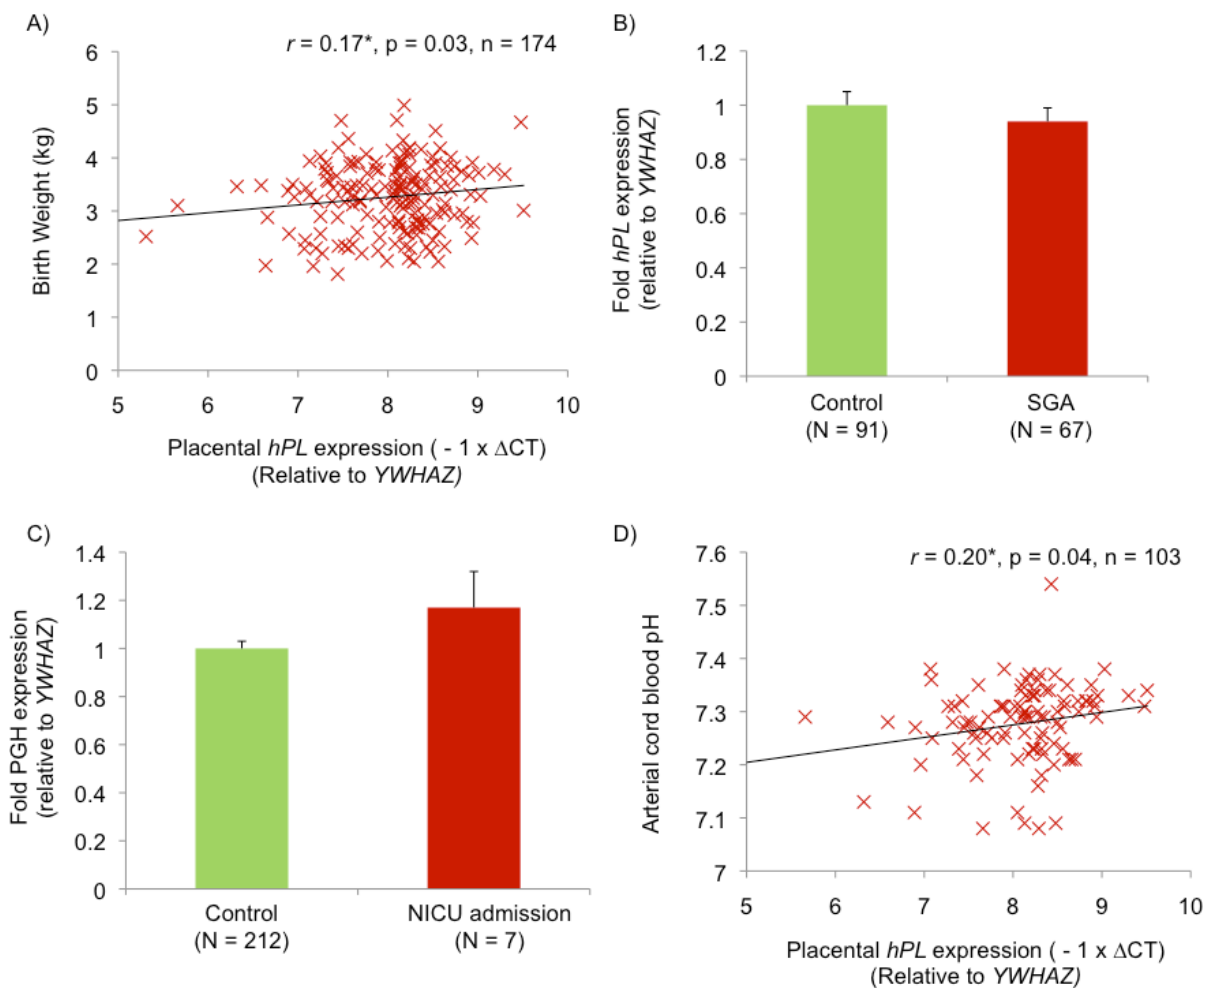 A)
r = 0.17*, p = 0.03, n = 174
6
5
4
3
2
1
0
Birth Weight (kg)
5 6 7 8 9 10
Placental hPL expression ( - 1 x ΔCT)
(Relative to YWHAZ)
B)
1.2
1
0.8
0.6
0.4
0.2
0
Fold hPL expression
(relative to YWHAZ)
Control SGA
(N = 91) (N = 67)
C)
1.4
1.2
1
0.8
0.6
0.4
0.2
0
Fold PGH expression
(relative to YWHAZ)
Control NICU admission
(N = 212) (N = 7)
D)
r = 0.20*, p = 0.04, n = 103
7.6
7.5
7.4
7.3
7.2
7.1
7
Arterial cord blood pH
5 6 7 8 9 10
Placental hPL expression ( - 1 x ΔCT)
(Relative to YWHAZ)